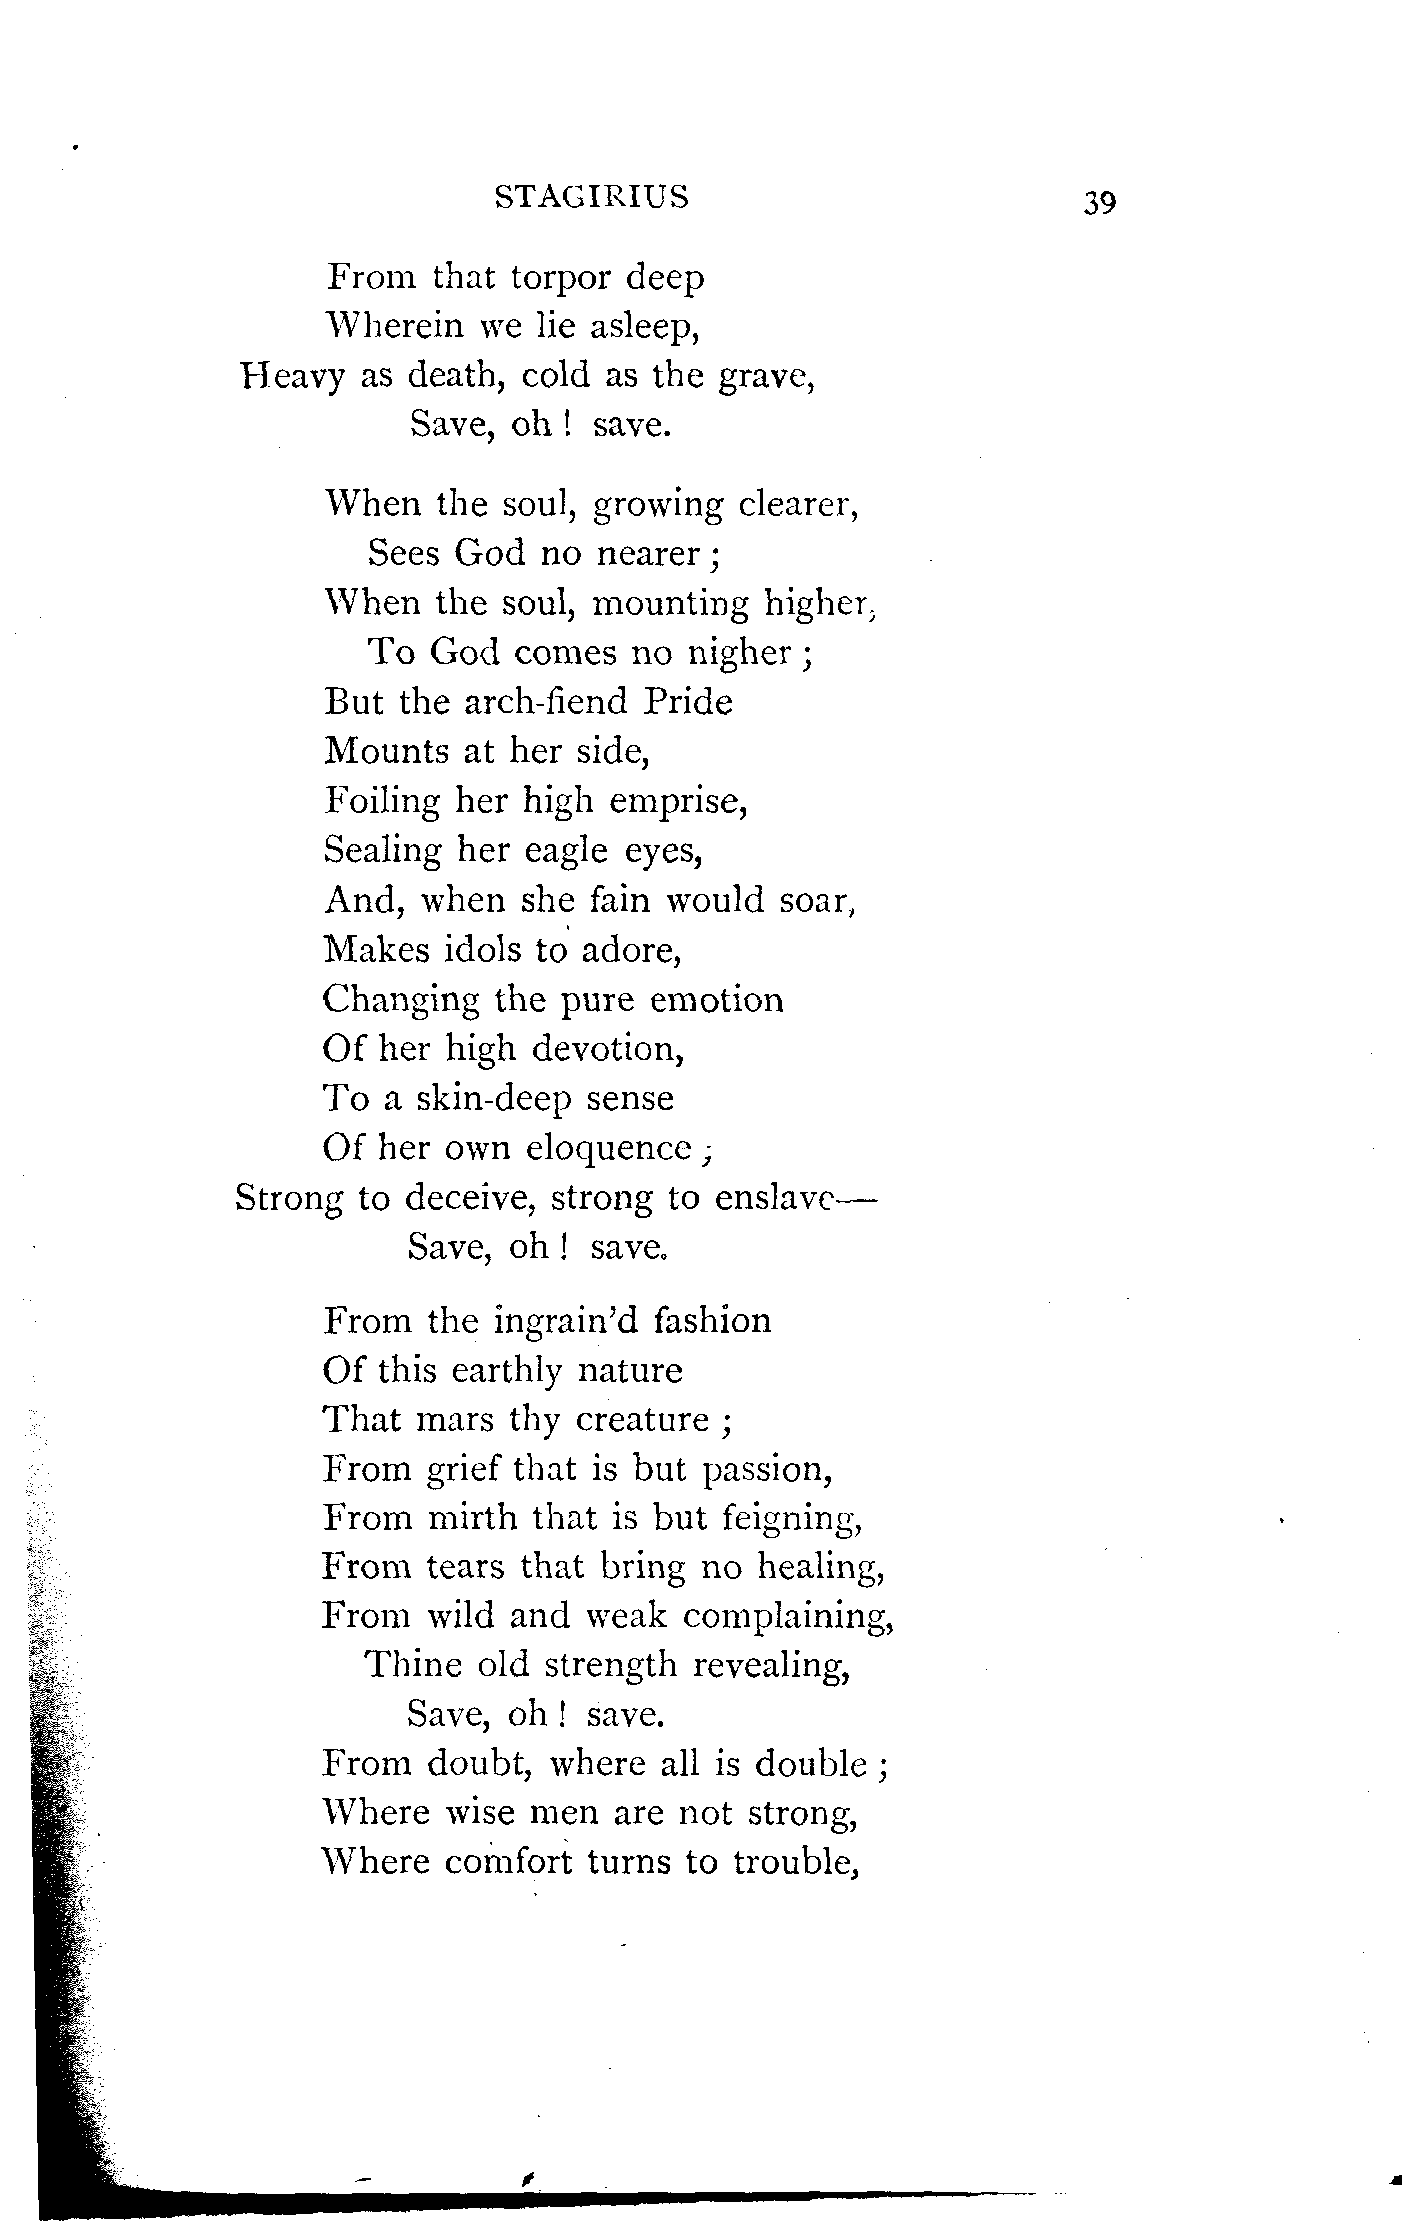 STAGIRIUS 39
From that torpor deep
Wherein we lie asleep,
Heavy as death, cold as the grave,
Save, oh ! save.
When the soul, growing clearer,
Sees God no nearer ;
When the soul, mounting higher,
To God comes no nigher ;
But the arch-fiend Pride
Mounts at her side,
Foiling her high emprise,
Sealing her eagle eyes,
And, when she fain would soar,
Makes idols to adore,
Changing the pure emotion
Of her high devotion,
To a skin-deep sense
Of her own eloquence ;
Strong to deceive, strong to enslave—
Save, oh ! save.
From the ingrain'd fashion
Of this earthly nature
That mars thy creature ;
From grief that is but passion,
From mirth that is but feigning,
From tears that bring no healing,
From wild and weak complaining,
Thine old strength revealing,
Save, oh ! save.
From doubt, where all is double ;
Where wise men are not strong,
Where comfort turns to trouble,